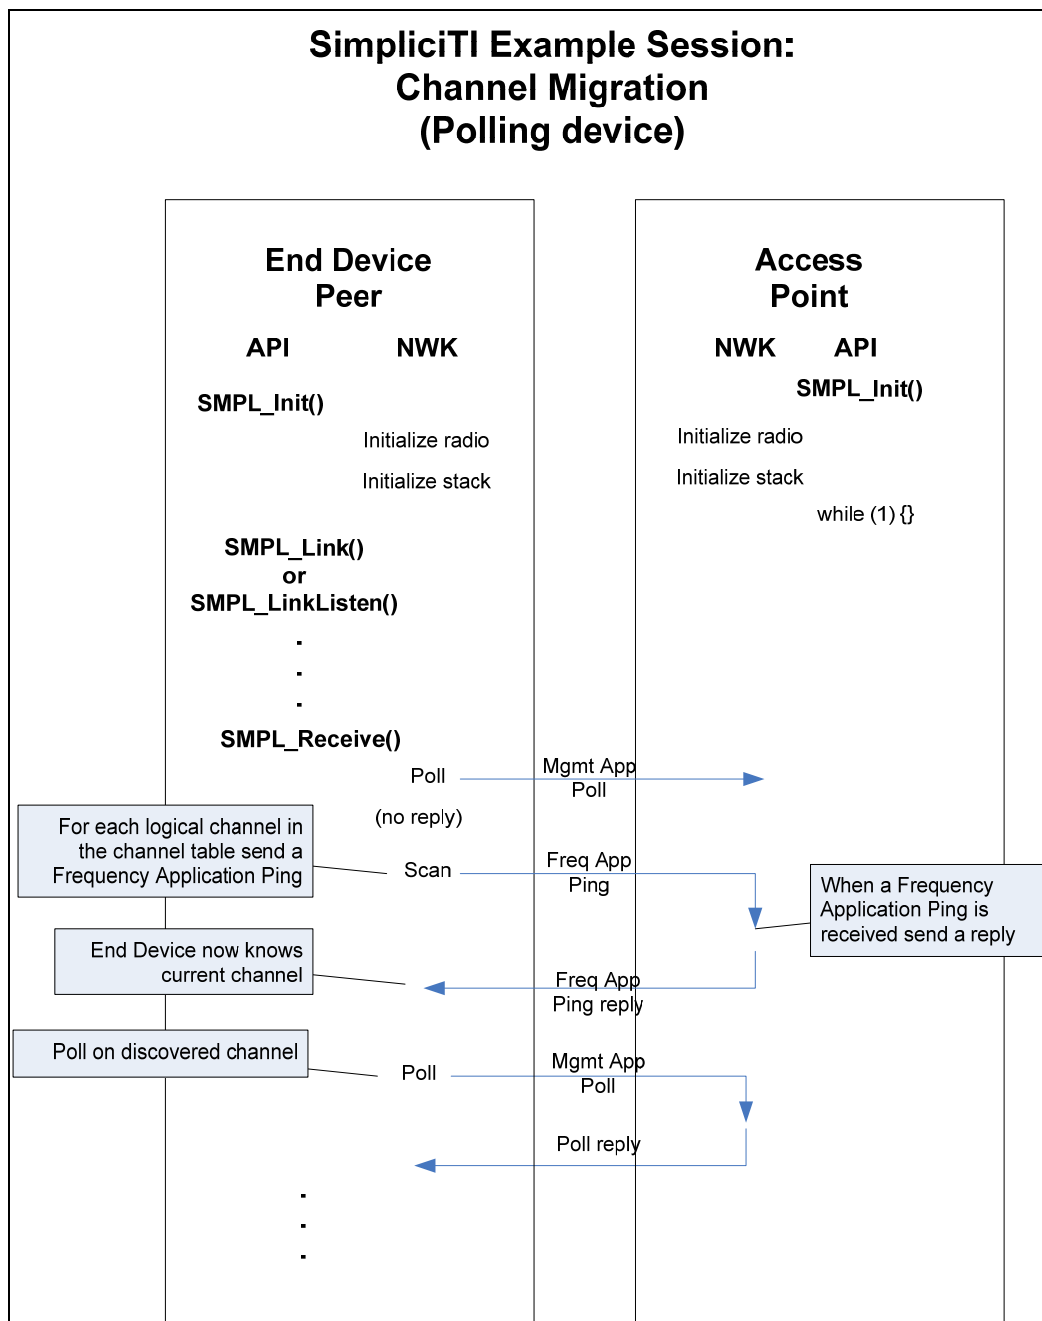 SimpliciTI Example Session:
Channel Migration
(Polling device)
End Device
Peer
Access
Point
API
NWK
NWK
API
SMPL_Init()
SMPL_Init()
Initialize radio
Initialize radio
Initialize stack
Initialize stack
while (1) {}
SMPL_Link()
or
SMPL_LinkListen()
.
.
.
SMPL_Receive()
Poll
Mgmt App
Poll
(no reply)
For each logical channel in
the channel table send a
Frequency Application Ping
Scan
Freq App
Ping
When a Frequency
Application Ping is
received send a reply
End Device now knows
current channel
Freq App
Ping reply
Poll on discovered channel
Poll
Mgmt App
Poll
Poll reply
.
.
.